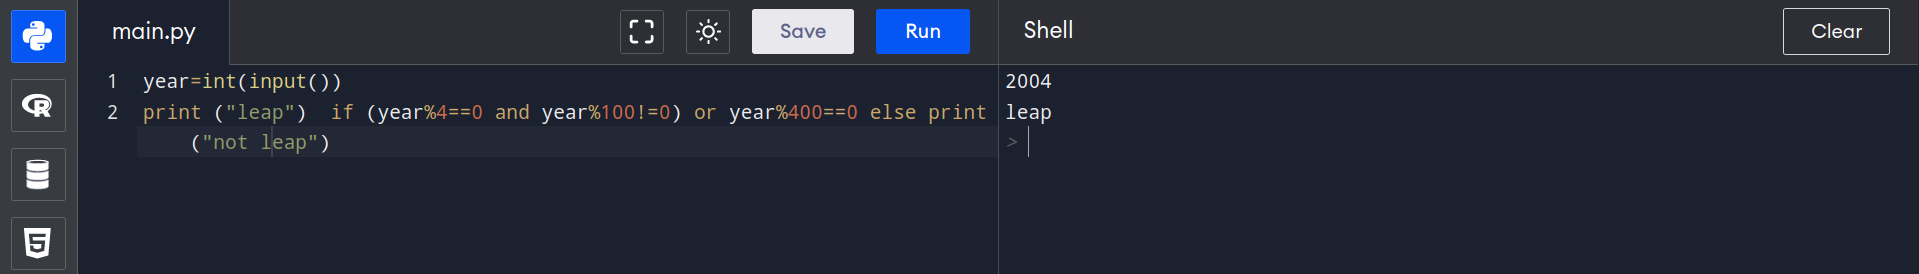 main.py
Save
Run
Shell
Clear
1 year=int(input())
2 print ("leap")  if (year%4==0 and year%100!=0) or year%400==0 else print
("not leap")
2004
leap
>
R
5